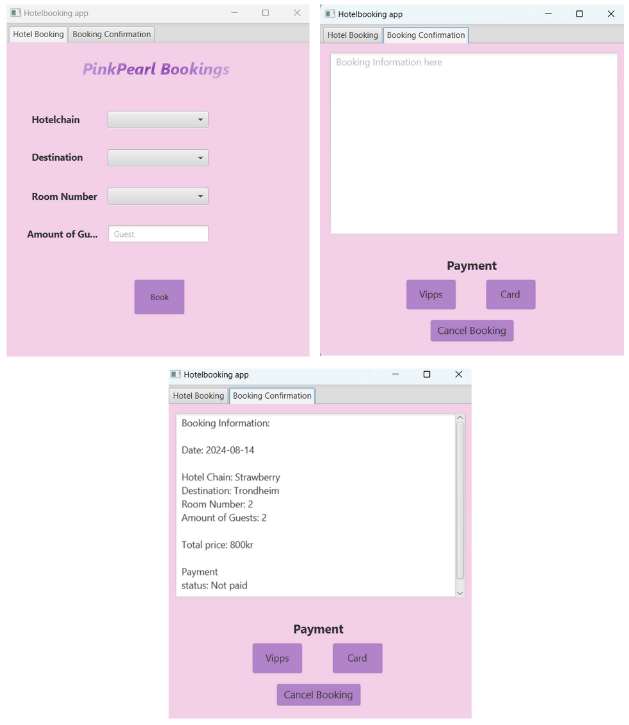 Hotelbooking app
Hotel Booking Booking Confirmation
PinkPearl Bookings
Hotelchain
Destination
Room Number
Amount of Gu... Guest
Book
Hotelbooking app
Hotel Booking Booking Confirmation
Booking Information here
Payment
Vipps Card
Cancel Booking
Hotelbooking app
Hotel Booking Booking Confirmation
Booking Information:
Date: 2024-08-14
Hotel Chain: Strawberry
Destination: Trondheim
Room Number: 2
Amount of Guests: 2
Total price: 800kr
Payment
status: Not paid
Payment
Vipps Card
Cancel Booking